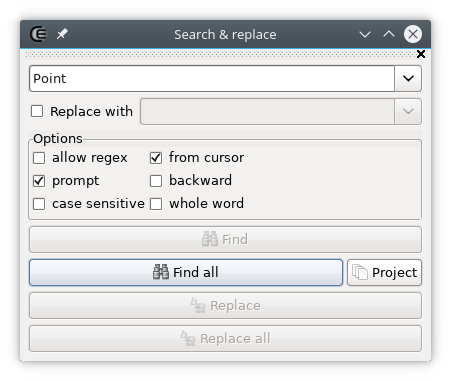 Search & replace
Point
Replace with
Options
allow regex from cursor
prompt backward
case sensitive whole word
Find
Find all Project
Replace
Replace all